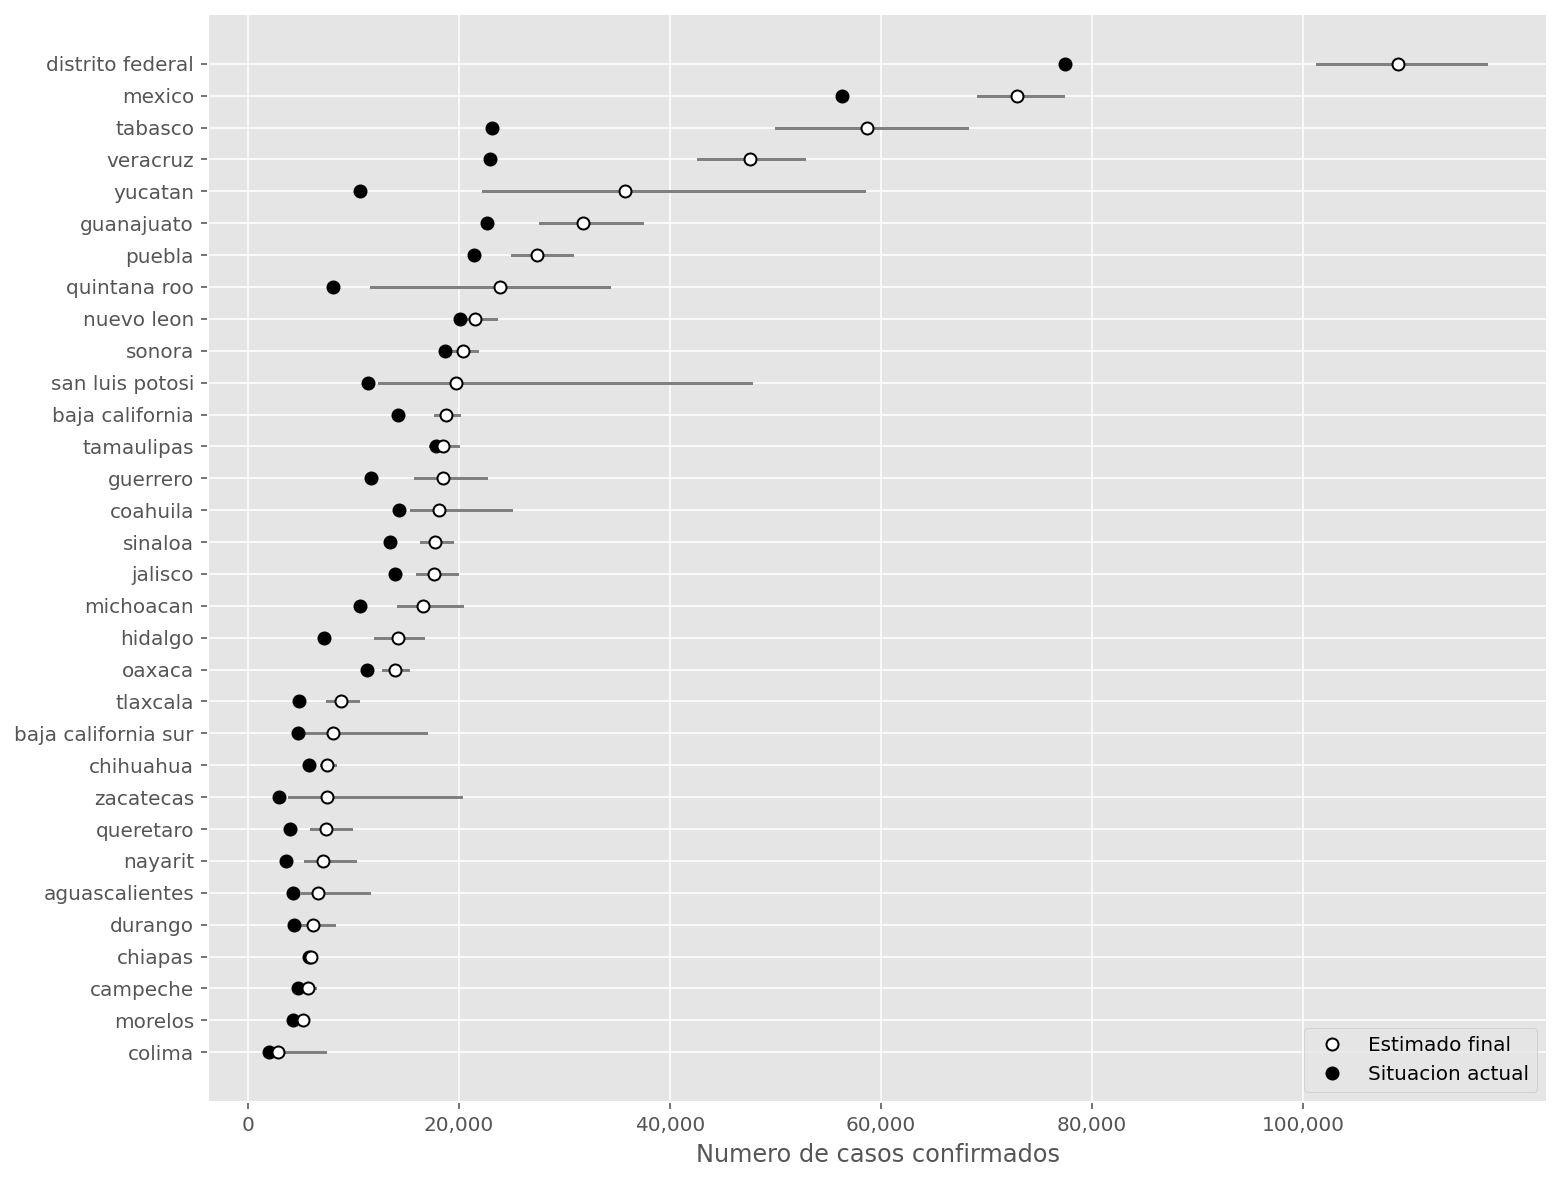 distrito federal
mexico
tabasco
veracruz
yucatan
guanajuato
puebla
quintana roo
nuevo leon
sonora
san luis potosi
baja california
tamaulipas
guerrero
coahuila
sinaloa
jalisco
michoacan
hidalgo
oaxaca
tlaxcala
baja california sur
chihuahua
zacatecas
queretaro
nayarit
aguascalientes
durango
chiapas
campeche
morelos
colima
Estimado final
Situacion actual
0 20,000 40,000 60,000 80,000 100,000
Numero de casos confirmados